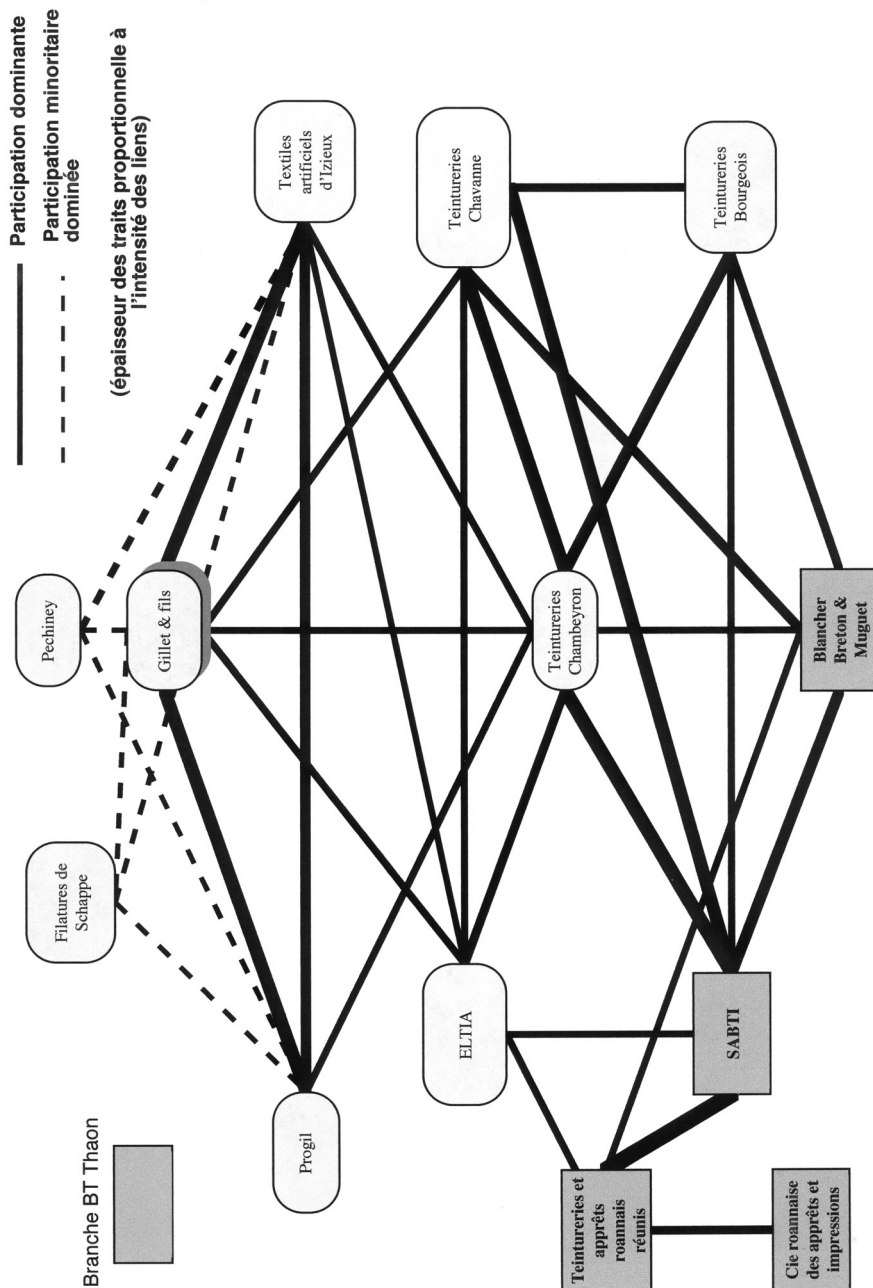 Participation dominante
Participation minoritaire
dominée
(épaisseur des traits proportionnelle à
l'intensité des liens)
Branche BT Thaon
Filatures de
Schappe
Pechiney
Gillet & fils
Progil
Textiles
artificiels
d'Izieux
ELTIA
Teintureries
Chambeyron
Teintureries
Chavanne
Teintureries et
apprêts
roannais
réunis
SABTI
Teintureries
Bourgeois
Cie roannaise
des apprêts et
impressions
Blancher
Breton &
Muguet